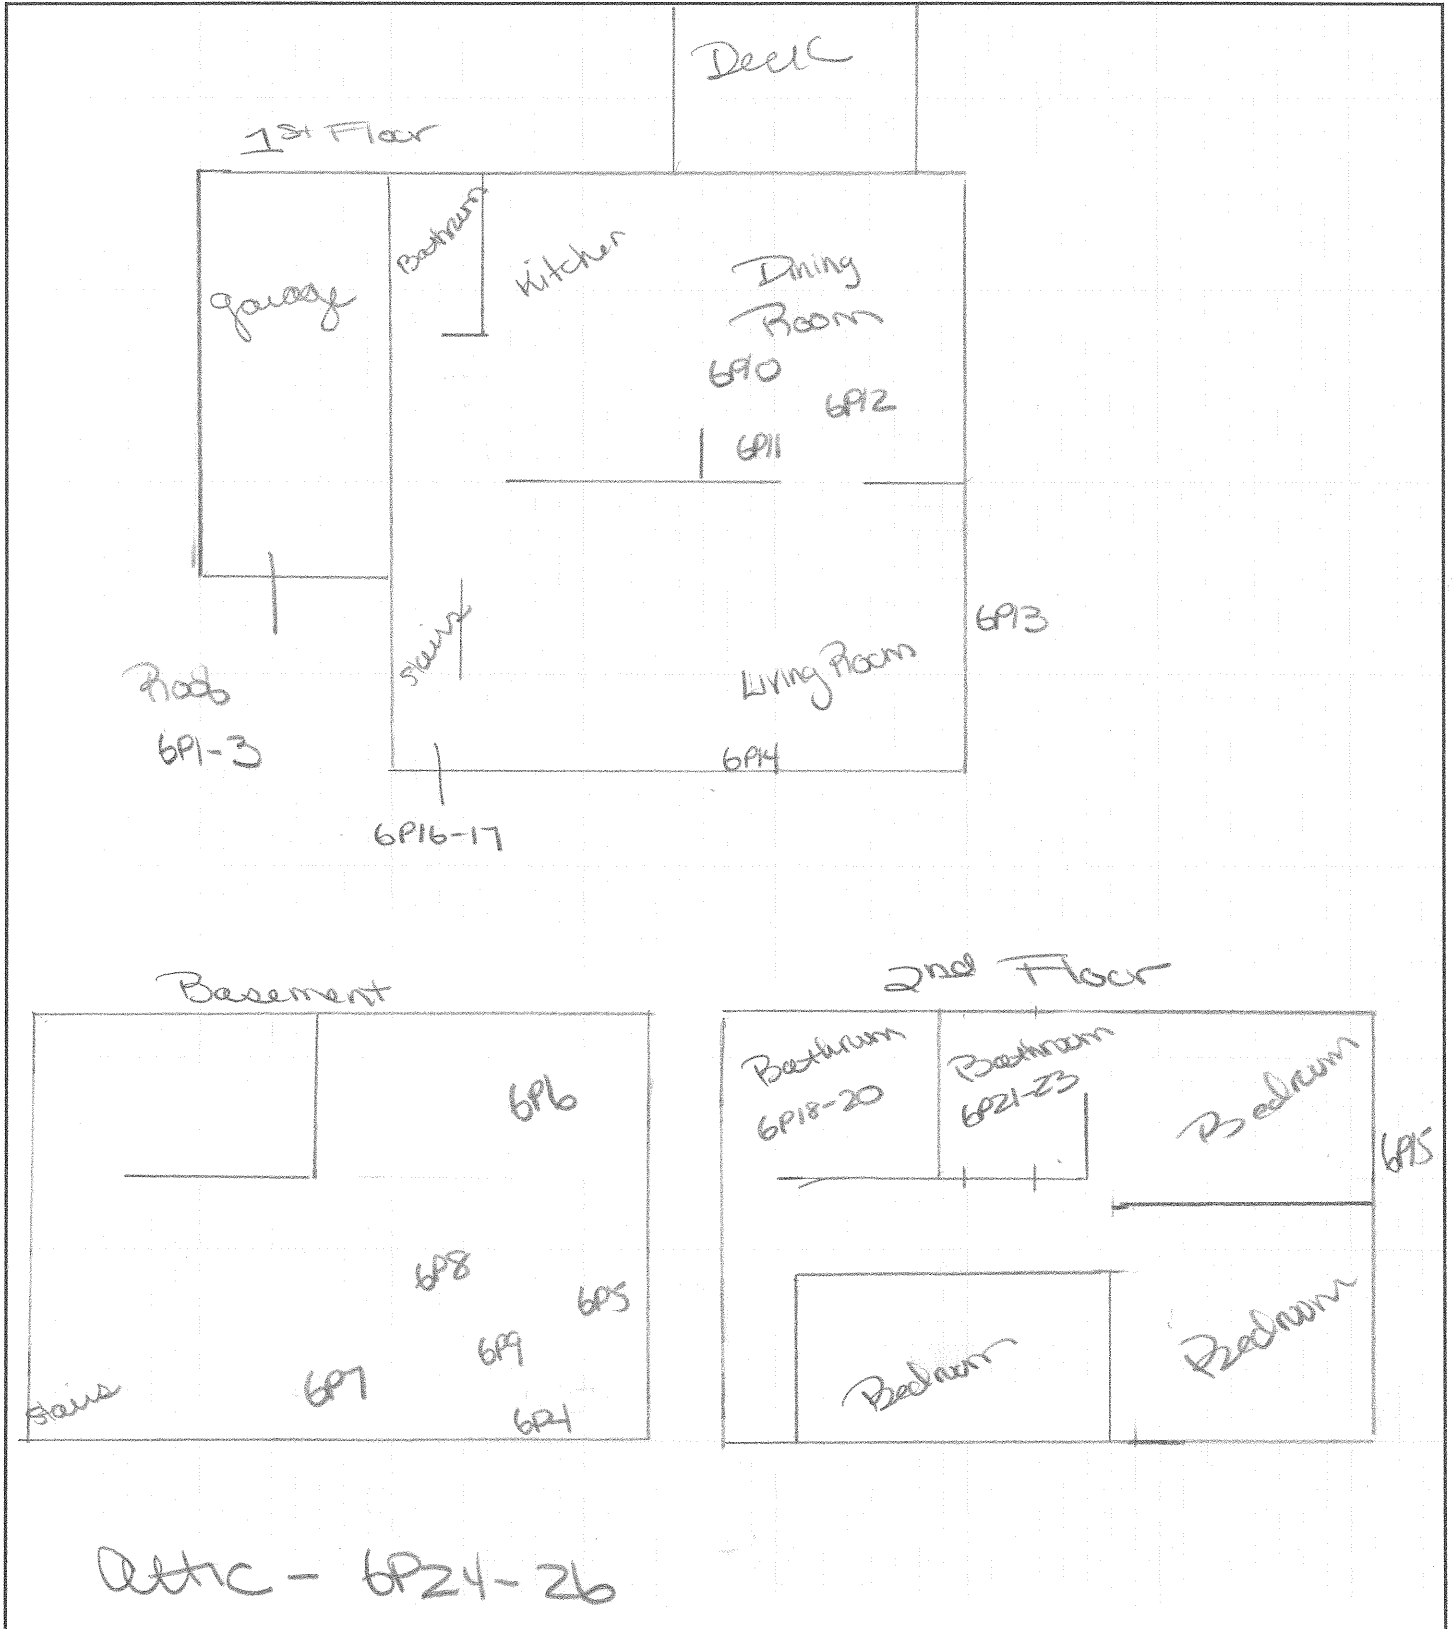 Deck
1st Floor
Bathroom
Kitchen
garage
Dining
Room
6P10
6P12
6P11
6P13
stairs
Living Room
Roof
6P1-3
6P14
6P16-17
Basement
6P6
6P8
6P5
6P9
6P7
stairs
6P4
2nd Floor
Bathroom
6P18-20
Bathroom
6P21-23
Bedroom
6P15
Bedroom
Bedroom
attic - 6P24-26